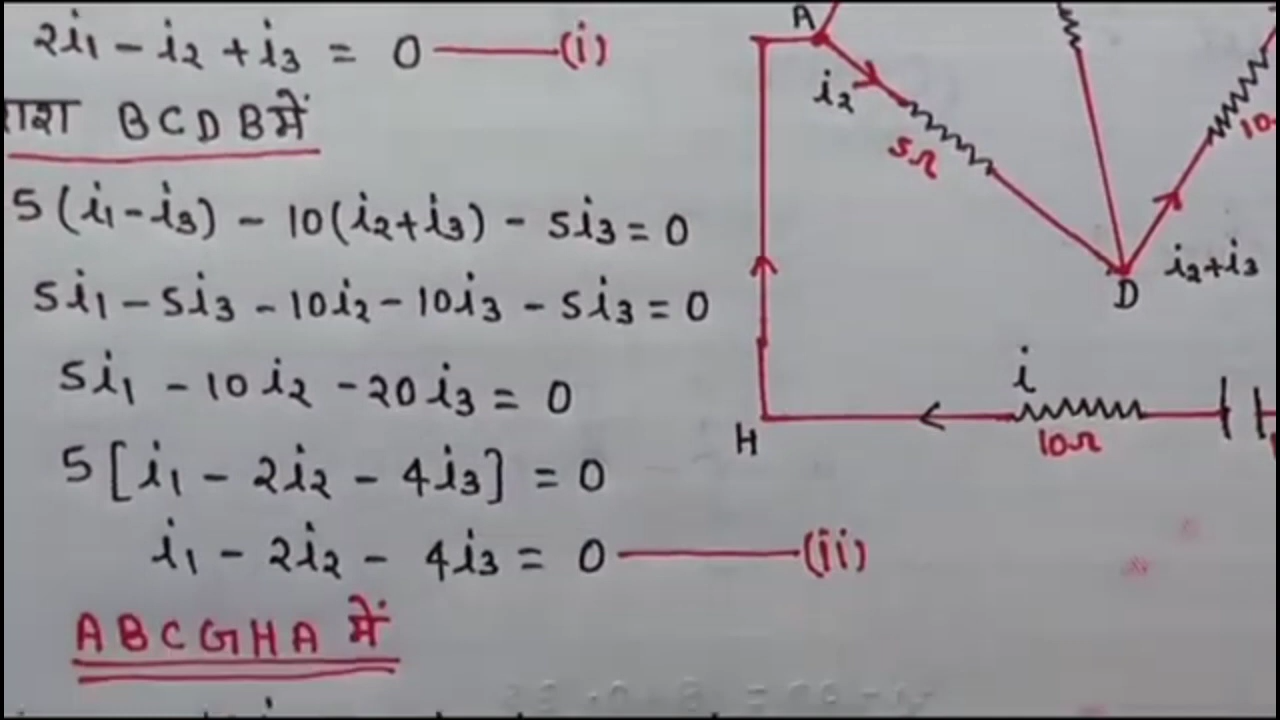 2i₁ - i₂ + i₃ = 0 (i)
BCDB में
5(i₁-i₃) - 10(i₂+i₃) - 5i₃ = 0
5i₁ - 5i₃ - 10i₂ - 10i₃ - 5i₃ = 0
5i₁ - 10i₂ - 20i₃ = 0
5[i₁ - 2i₂ - 4i₃] = 0
i₁ - 2i₂ - 4i₃ = 0 (ii)
ABCGHA में
A
i₂
5Ω
10
i₂+i₃
D
i
10Ω
H